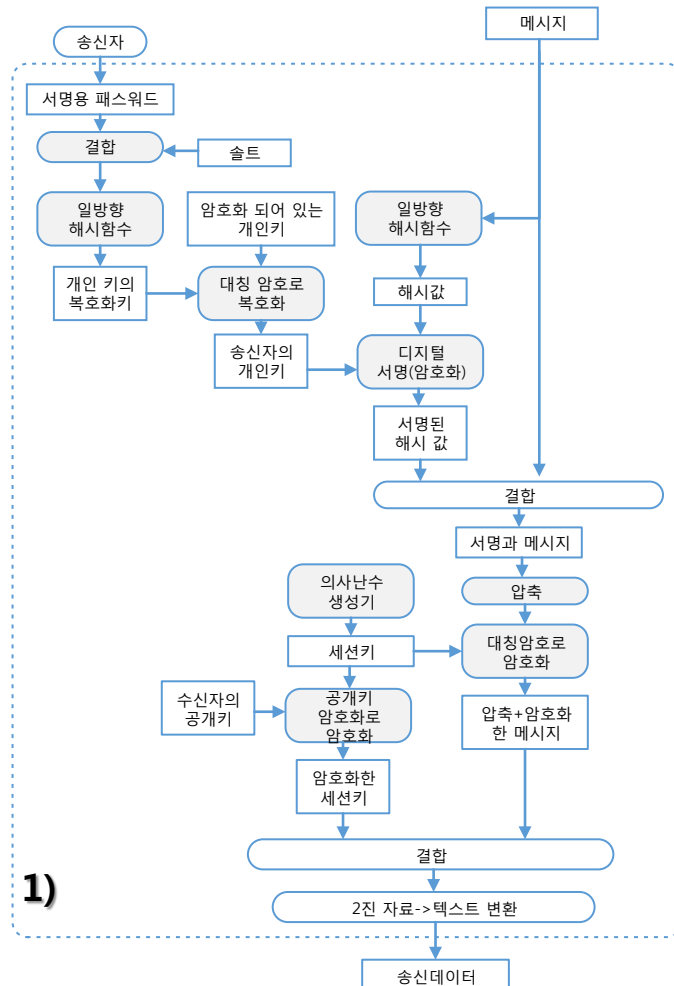 메시지
송신자
서명용 패스워드
결합
솔트
일방향
해시함수
암호화 되어 있는
개인키
일방향
해시함수
개인 키의
복호화키
대칭 암호로
복호화
해시값
송신자의
개인키
디지털
서명(암호화)
서명된
해시 값
결합
서명과 메시지
의사난수
생성기
압축
세션키
대칭암호로
암호화
수신자의
공개키
공개키
암호화로
암호화
압축+암호화
한 메시지
암호화한
세션키
결합
1)
2진 자료->텍스트 변환
송신데이터